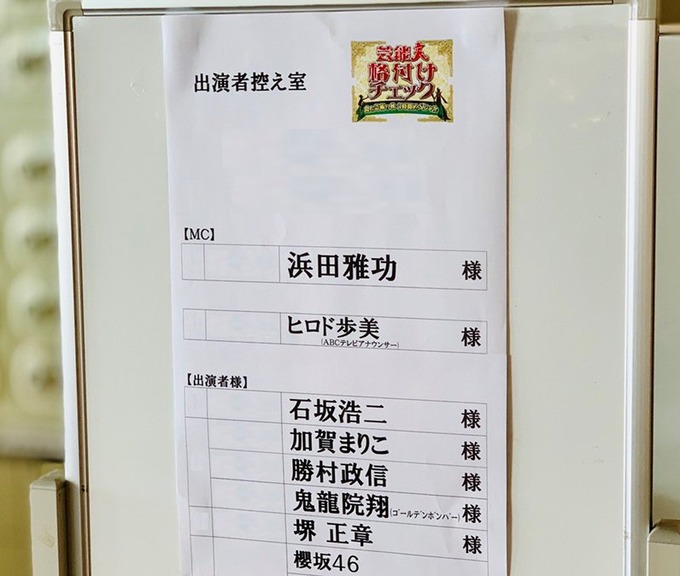 出演者控え室
芸能人
格付け
チェック
【MC】
浜田雅功 様
ヒロド歩美 様
(ABCテレビアナウンサー)
【出演者様】
石坂浩二 様
加賀まりこ 様
勝村政信 様
鬼龍院翔(ゴールデンボンバー) 様
堺 正章 様
櫻坂46